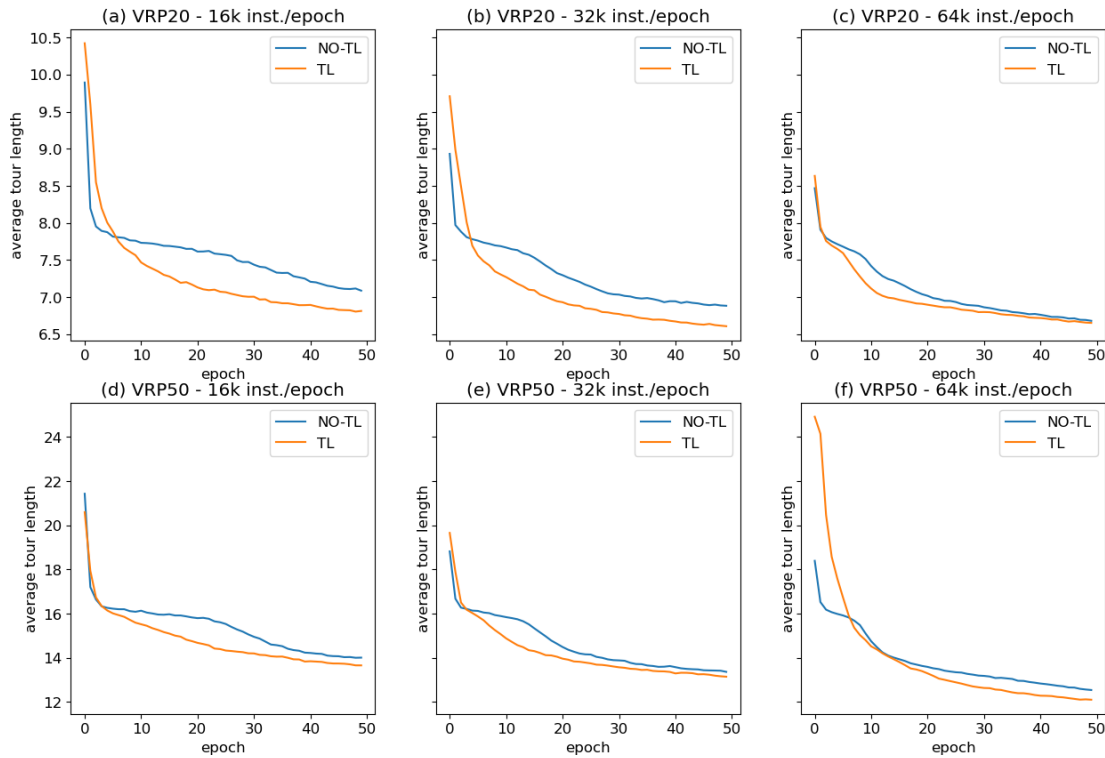 (a) VRP20 - 16k inst./epoch
average tour length
10.5
10.0
9.5
9.0
8.5
8.0
7.5
7.0
6.5
NO-TL
TL
0 10 20 30 40 50
epoch
(b) VRP20 - 32k inst./epoch
average tour length
NO-TL
TL
0 10 20 30 40 50
epoch
(c) VRP20 - 64k inst./epoch
average tour length
NO-TL
TL
0 10 20 30 40 50
epoch
(d) VRP50 - 16k inst./epoch
average tour length
24
22
20
18
16
14
12
NO-TL
TL
0 10 20 30 40 50
epoch
(e) VRP50 - 32k inst./epoch
average tour length
NO-TL
TL
0 10 20 30 40 50
epoch
(f) VRP50 - 64k inst./epoch
average tour length
NO-TL
TL
0 10 20 30 40 50
epoch